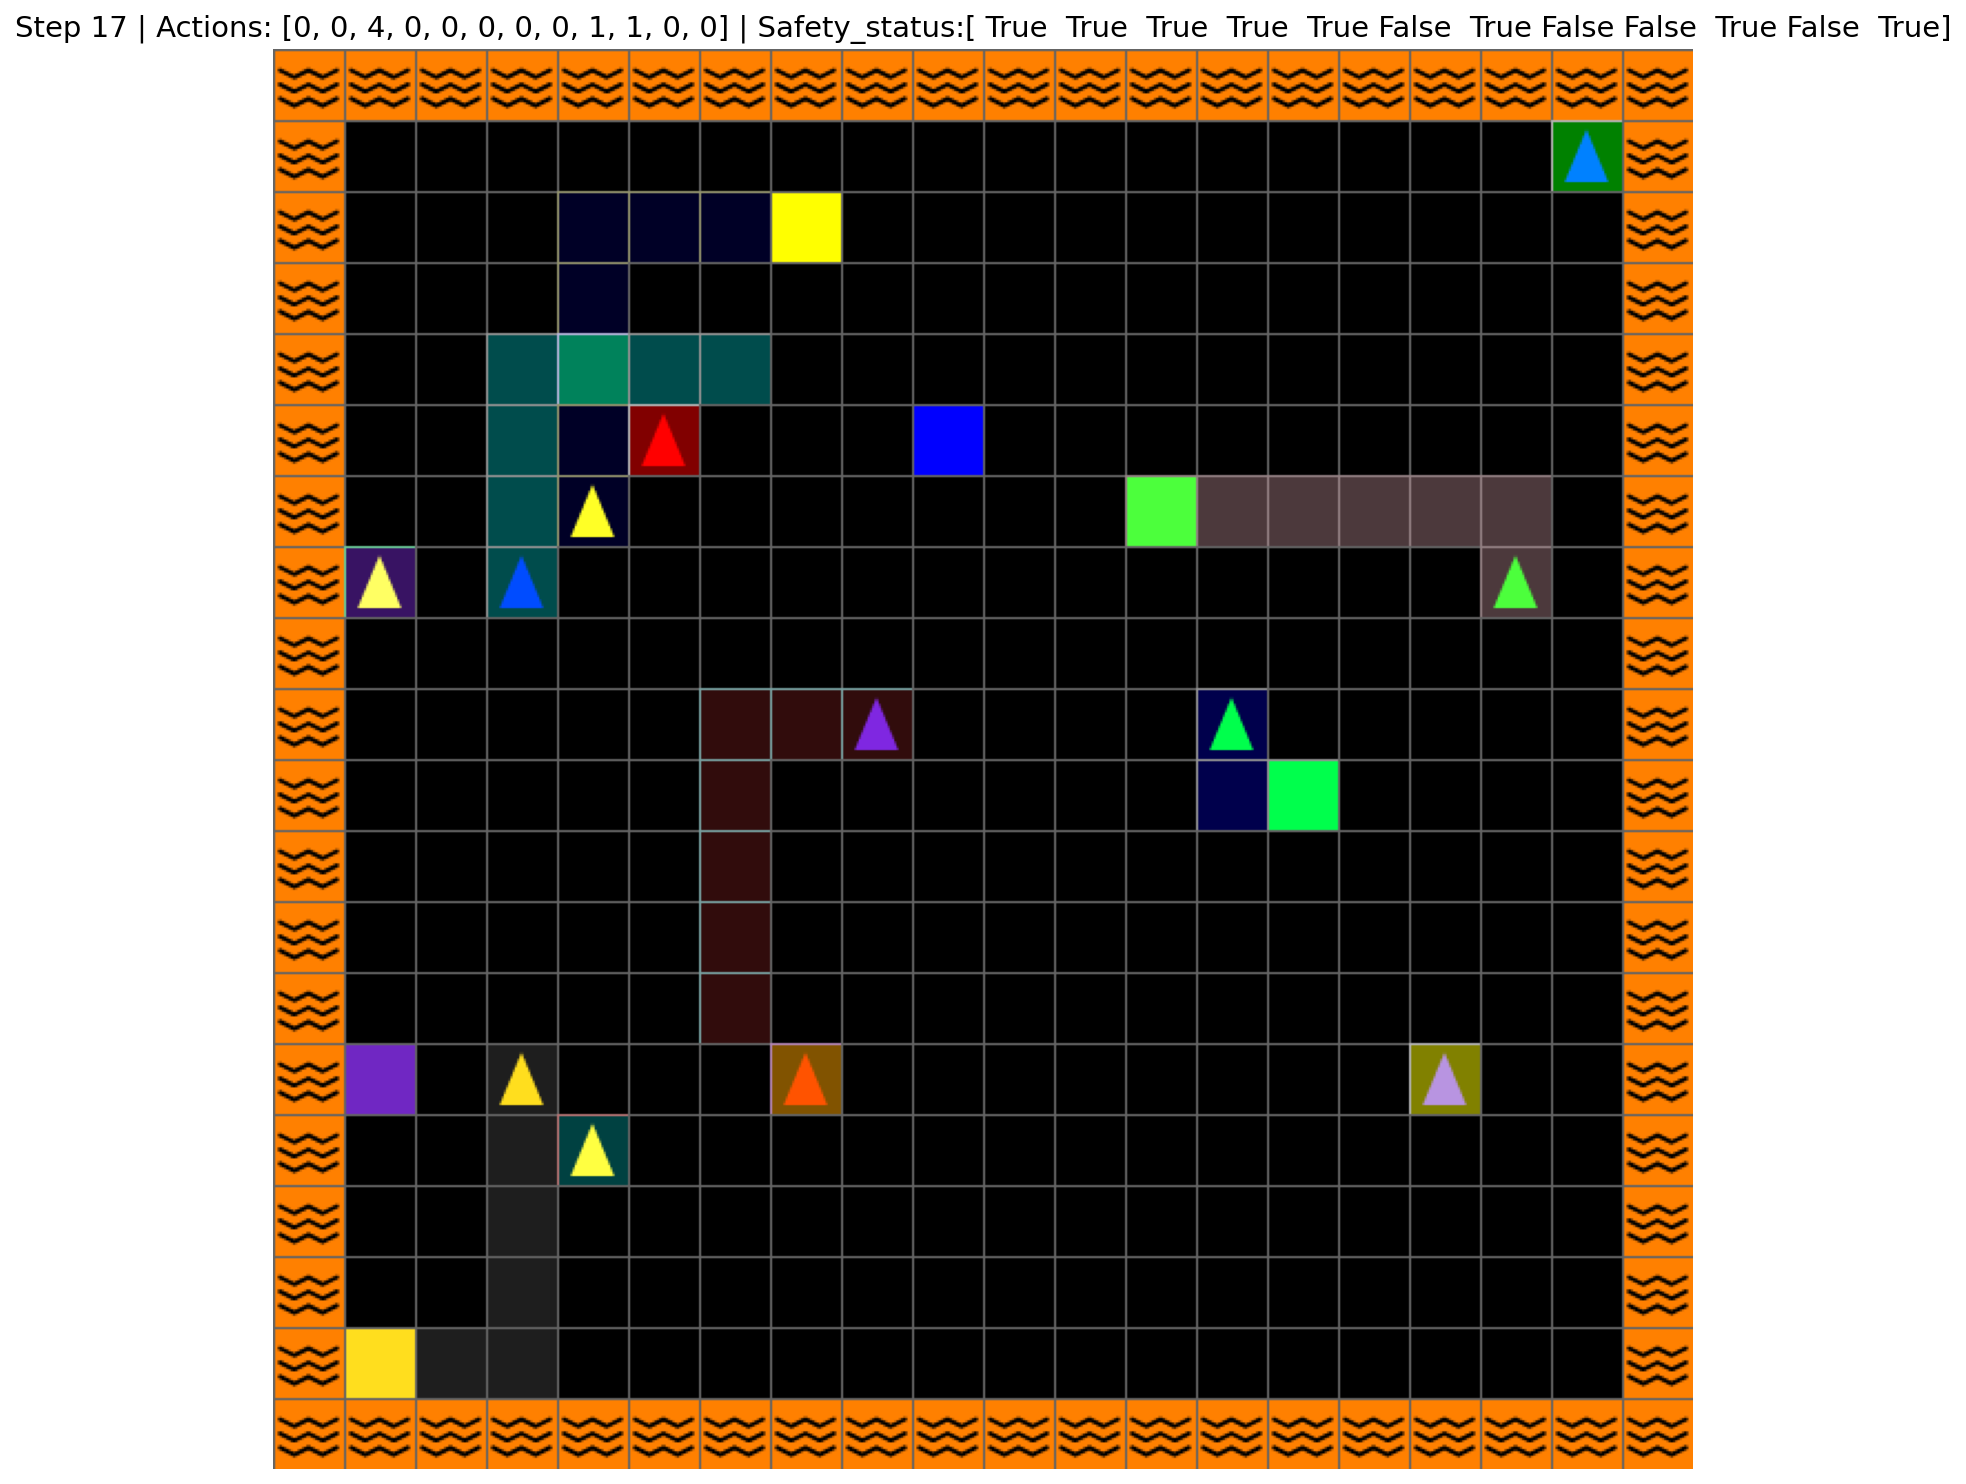 Step 17 | Actions: [0, 0, 4, 0, 0, 0, 0, 0, 1, 1, 0, 0] | Safety_status:[ True  True  True  True  True False  True False False  True False  True]